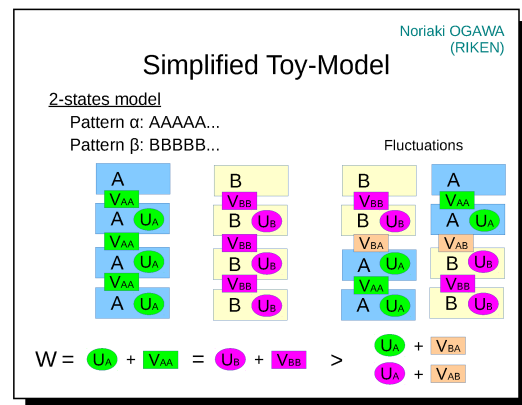 Noriaki OGAWA
(RIKEN)
Simplified Toy-Model
2-states model
Pattern α: AAAAA...
Pattern β: BBBBB...
Fluctuations
A
VAA
A UA
VAA
A UA
VAA
A UA
B
VBB
B UB
VBB
B UB
VBB
B UB
B
VBB
B UB
VBA
A UA
VAA
A UA
A
VAA
A UA
VAB
B UB
VBB
B UB
W = UA + VAA = UB + VBB >
UA + VBA
UA + VAB